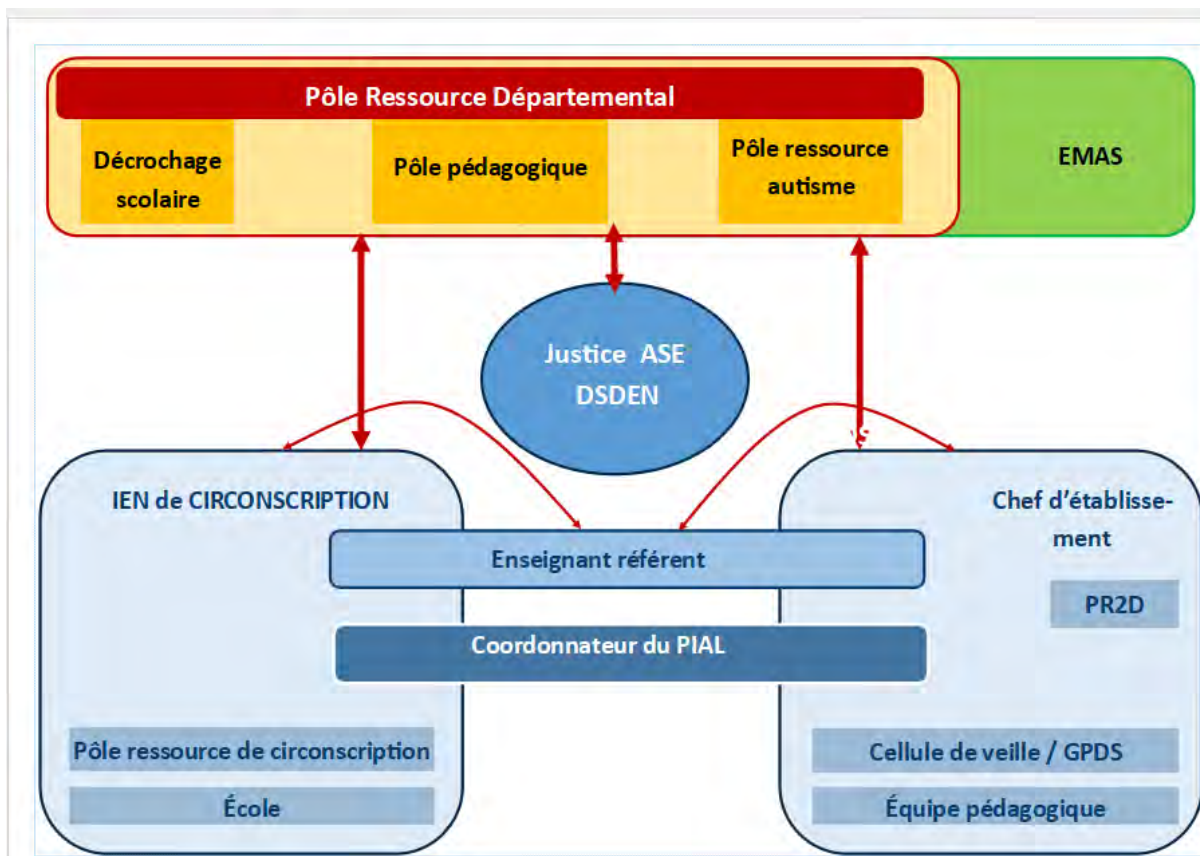 Pôle Ressource Départemental
Décrochage
scolaire
Pôle pédagogique
Pôle ressource
autisme
EMAS
Justice ASE
DSDEN
IEN de CIRCONSCRIPTION
Chef d'établisse-
ment
Enseignant référent
PR2D
Coordonnateur du PIAL
Pôle ressource de circonscription
École
Cellule de veille / GPDS
Équipe pédagogique